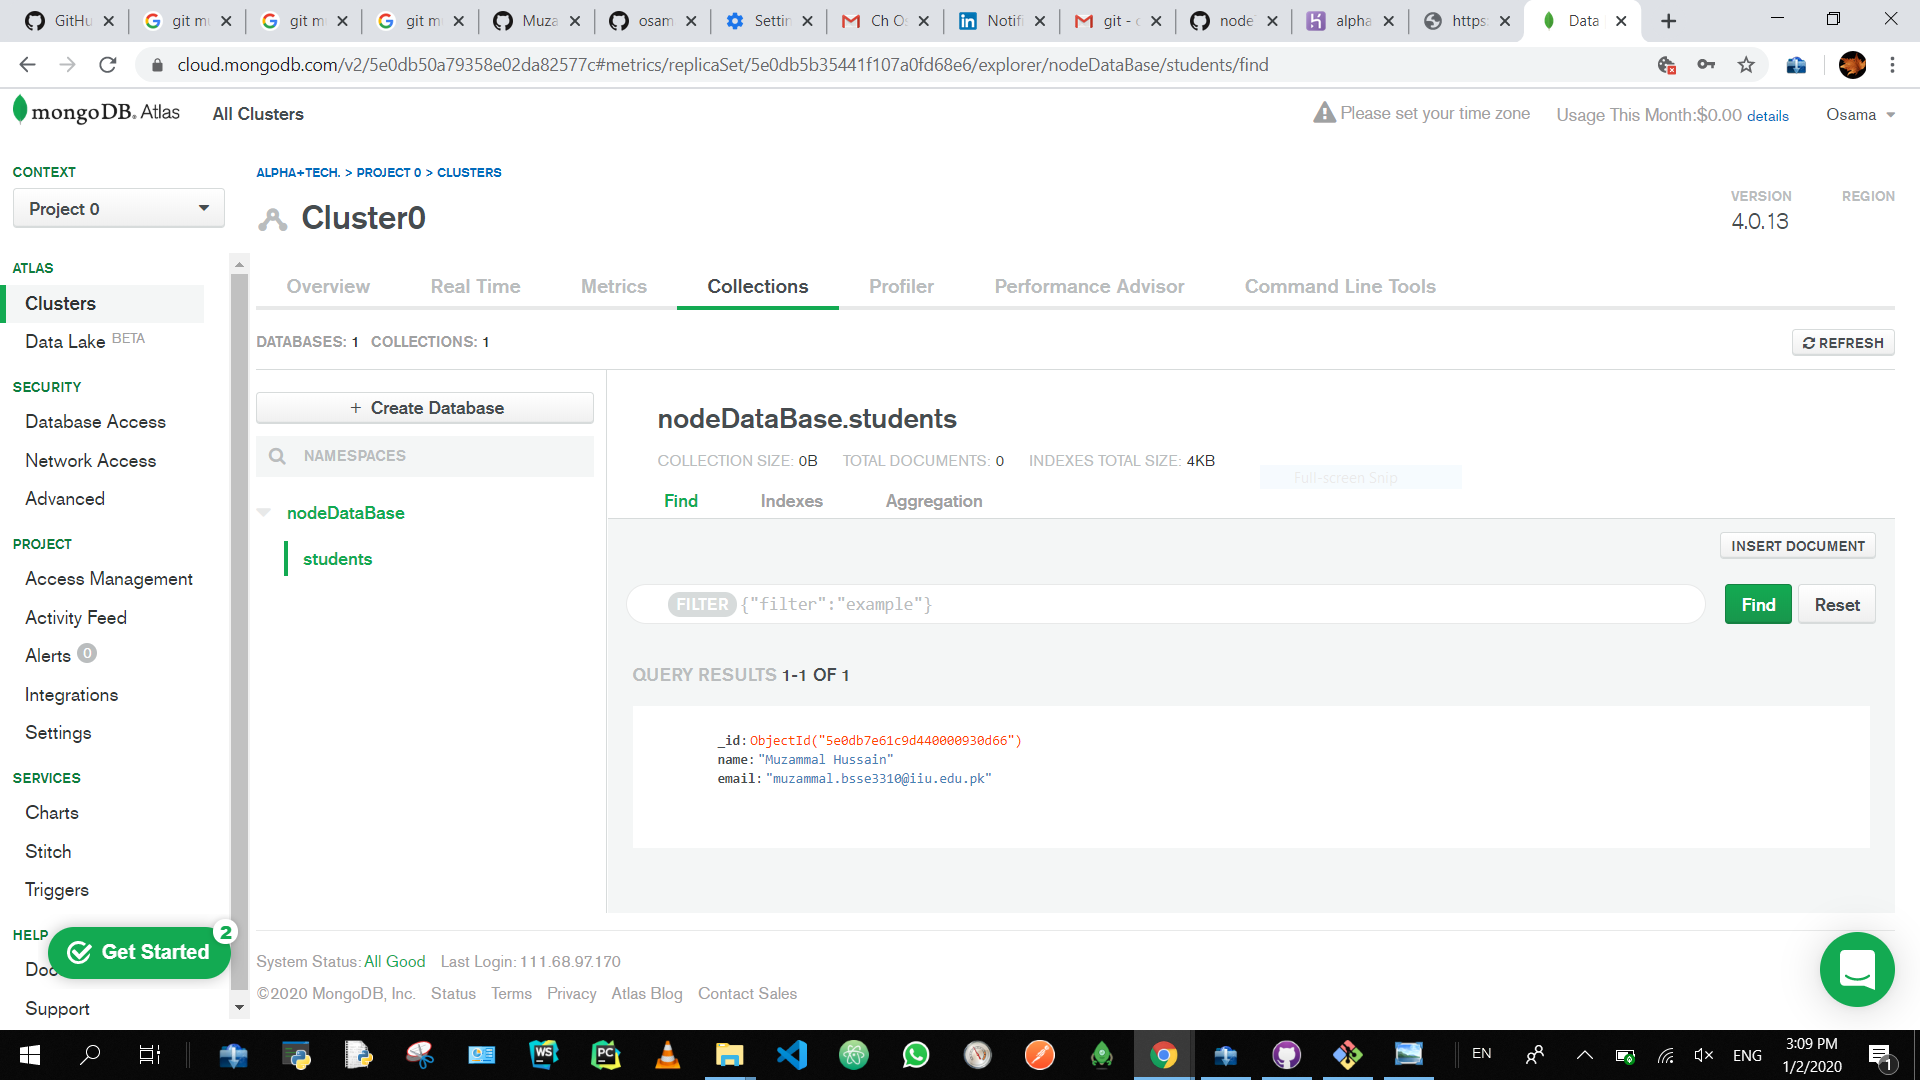 GitHu
git mu
git m
git m
Muza
osam
Settin
Ch Os
Notifi
git - c
node
alpha
https:
Data
cloud.mongodb.com/v2/5e0db50a79358e02da82577c#metrics/replicaSet/5e0db5b35441f107a0fd68e6/explorer/nodeDataBase/students/find
mongoDB. Atlas
All Clusters
Please set your time zone
Usage This Month:$0.00 details
Osama
CONTEXT
Project 0
ATLAS
Clusters
Data Lake BETA
SECURITY
Database Access
Network Access
Advanced
PROJECT
Access Management
Activity Feed
Alerts 0
Integrations
Settings
SERVICES
Charts
Stitch
Triggers
HELP
Doc
Get Started 2
Support
ALPHA+TECH. > PROJECT 0 > CLUSTERS
Cluster0
VERSION
4.0.13
REGION
Overview Real Time Metrics Collections Profiler Performance Advisor Command Line Tools
DATABASES: 1 COLLECTIONS: 1
REFRESH
+ Create Database
NAMESPACES
nodeDataBase
students
nodeDataBase.students
COLLECTION SIZE: 0B TOTAL DOCUMENTS: 0 INDEXES TOTAL SIZE: 4KB
Full-screen Snip
Find Indexes Aggregation
INSERT DOCUMENT
FILTER {"filter":"example"}
Find
Reset
QUERY RESULTS 1-1 OF 1
_id: ObjectId("5e0db7e61c9d440000930d66")
name: "Muzammal Hussain"
email: "muzammal.bsse3310@iiu.edu.pk"
System Status: All Good Last Login: 111.68.97.170
©2020 MongoDB, Inc. Status Terms Privacy Atlas Blog Contact Sales
WS
PC
EN
ENG
3:09 PM
1/2/2020
1